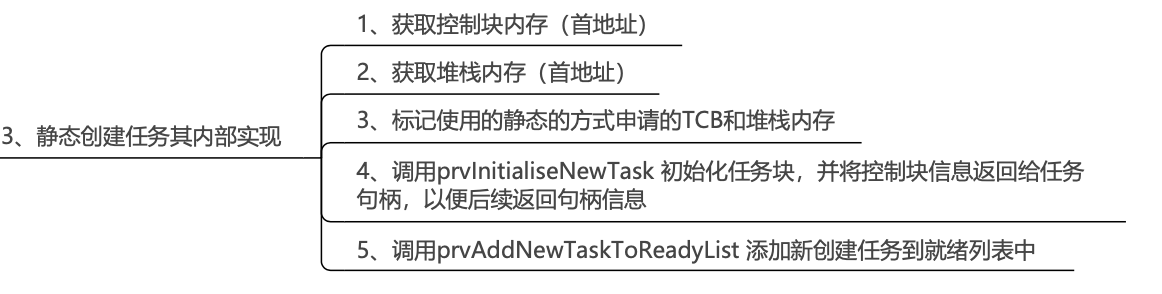 1、获取控制块内存（首地址）
2、获取堆栈内存（首地址）
3、静态创建任务其内部实现
3、标记使用的静态的方式申请的TCB和堆栈内存
4、调用prvInitialiseNewTask 初始化任务块，并将控制块信息返回给任务
句柄，以便后续返回句柄信息
5、调用prvAddNewTaskToReadyList 添加新创建任务到就绪列表中